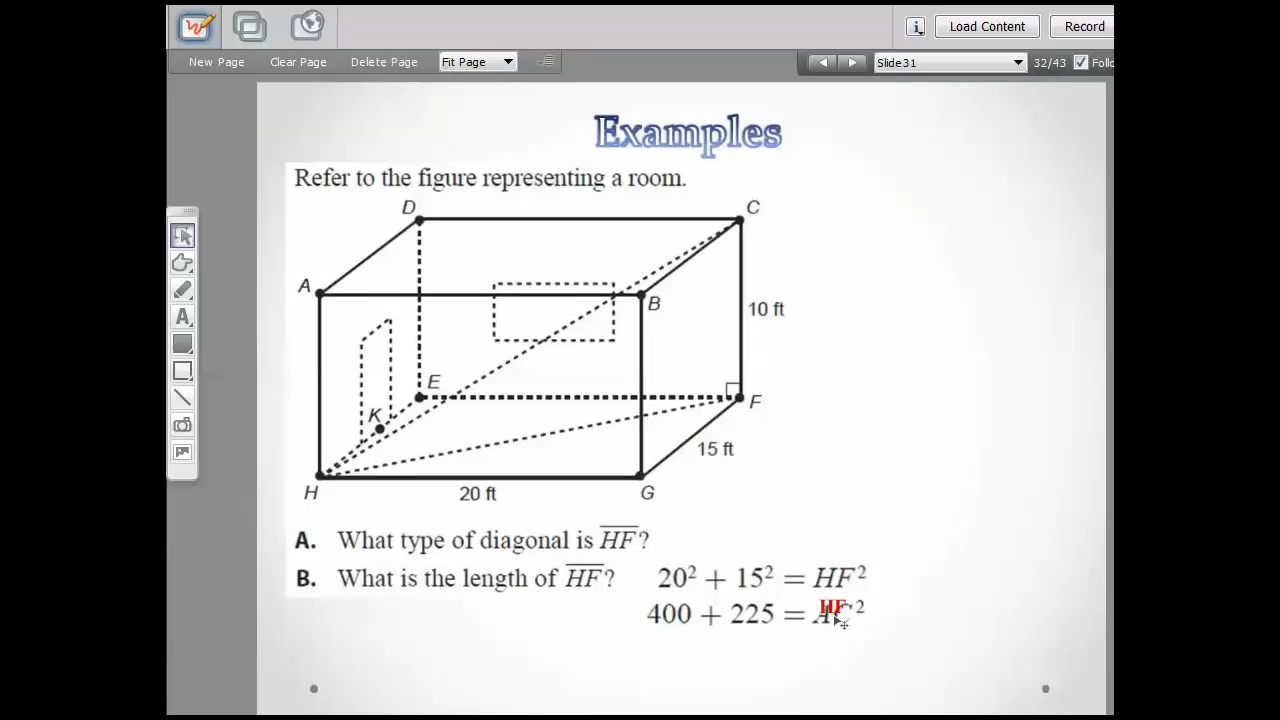 Load Content
Record
New Page
Clear Page
Delete Page
Fit Page
Slide31
32/43
Follo
Examples
Refer to the figure representing a room.
D
C
A
B
10 ft
E
K
F
15 ft
H
20 ft
G
A. What type of diagonal is HF?
B. What is the length of HF? 20² + 15² = HF²
400 + 225 = HF²